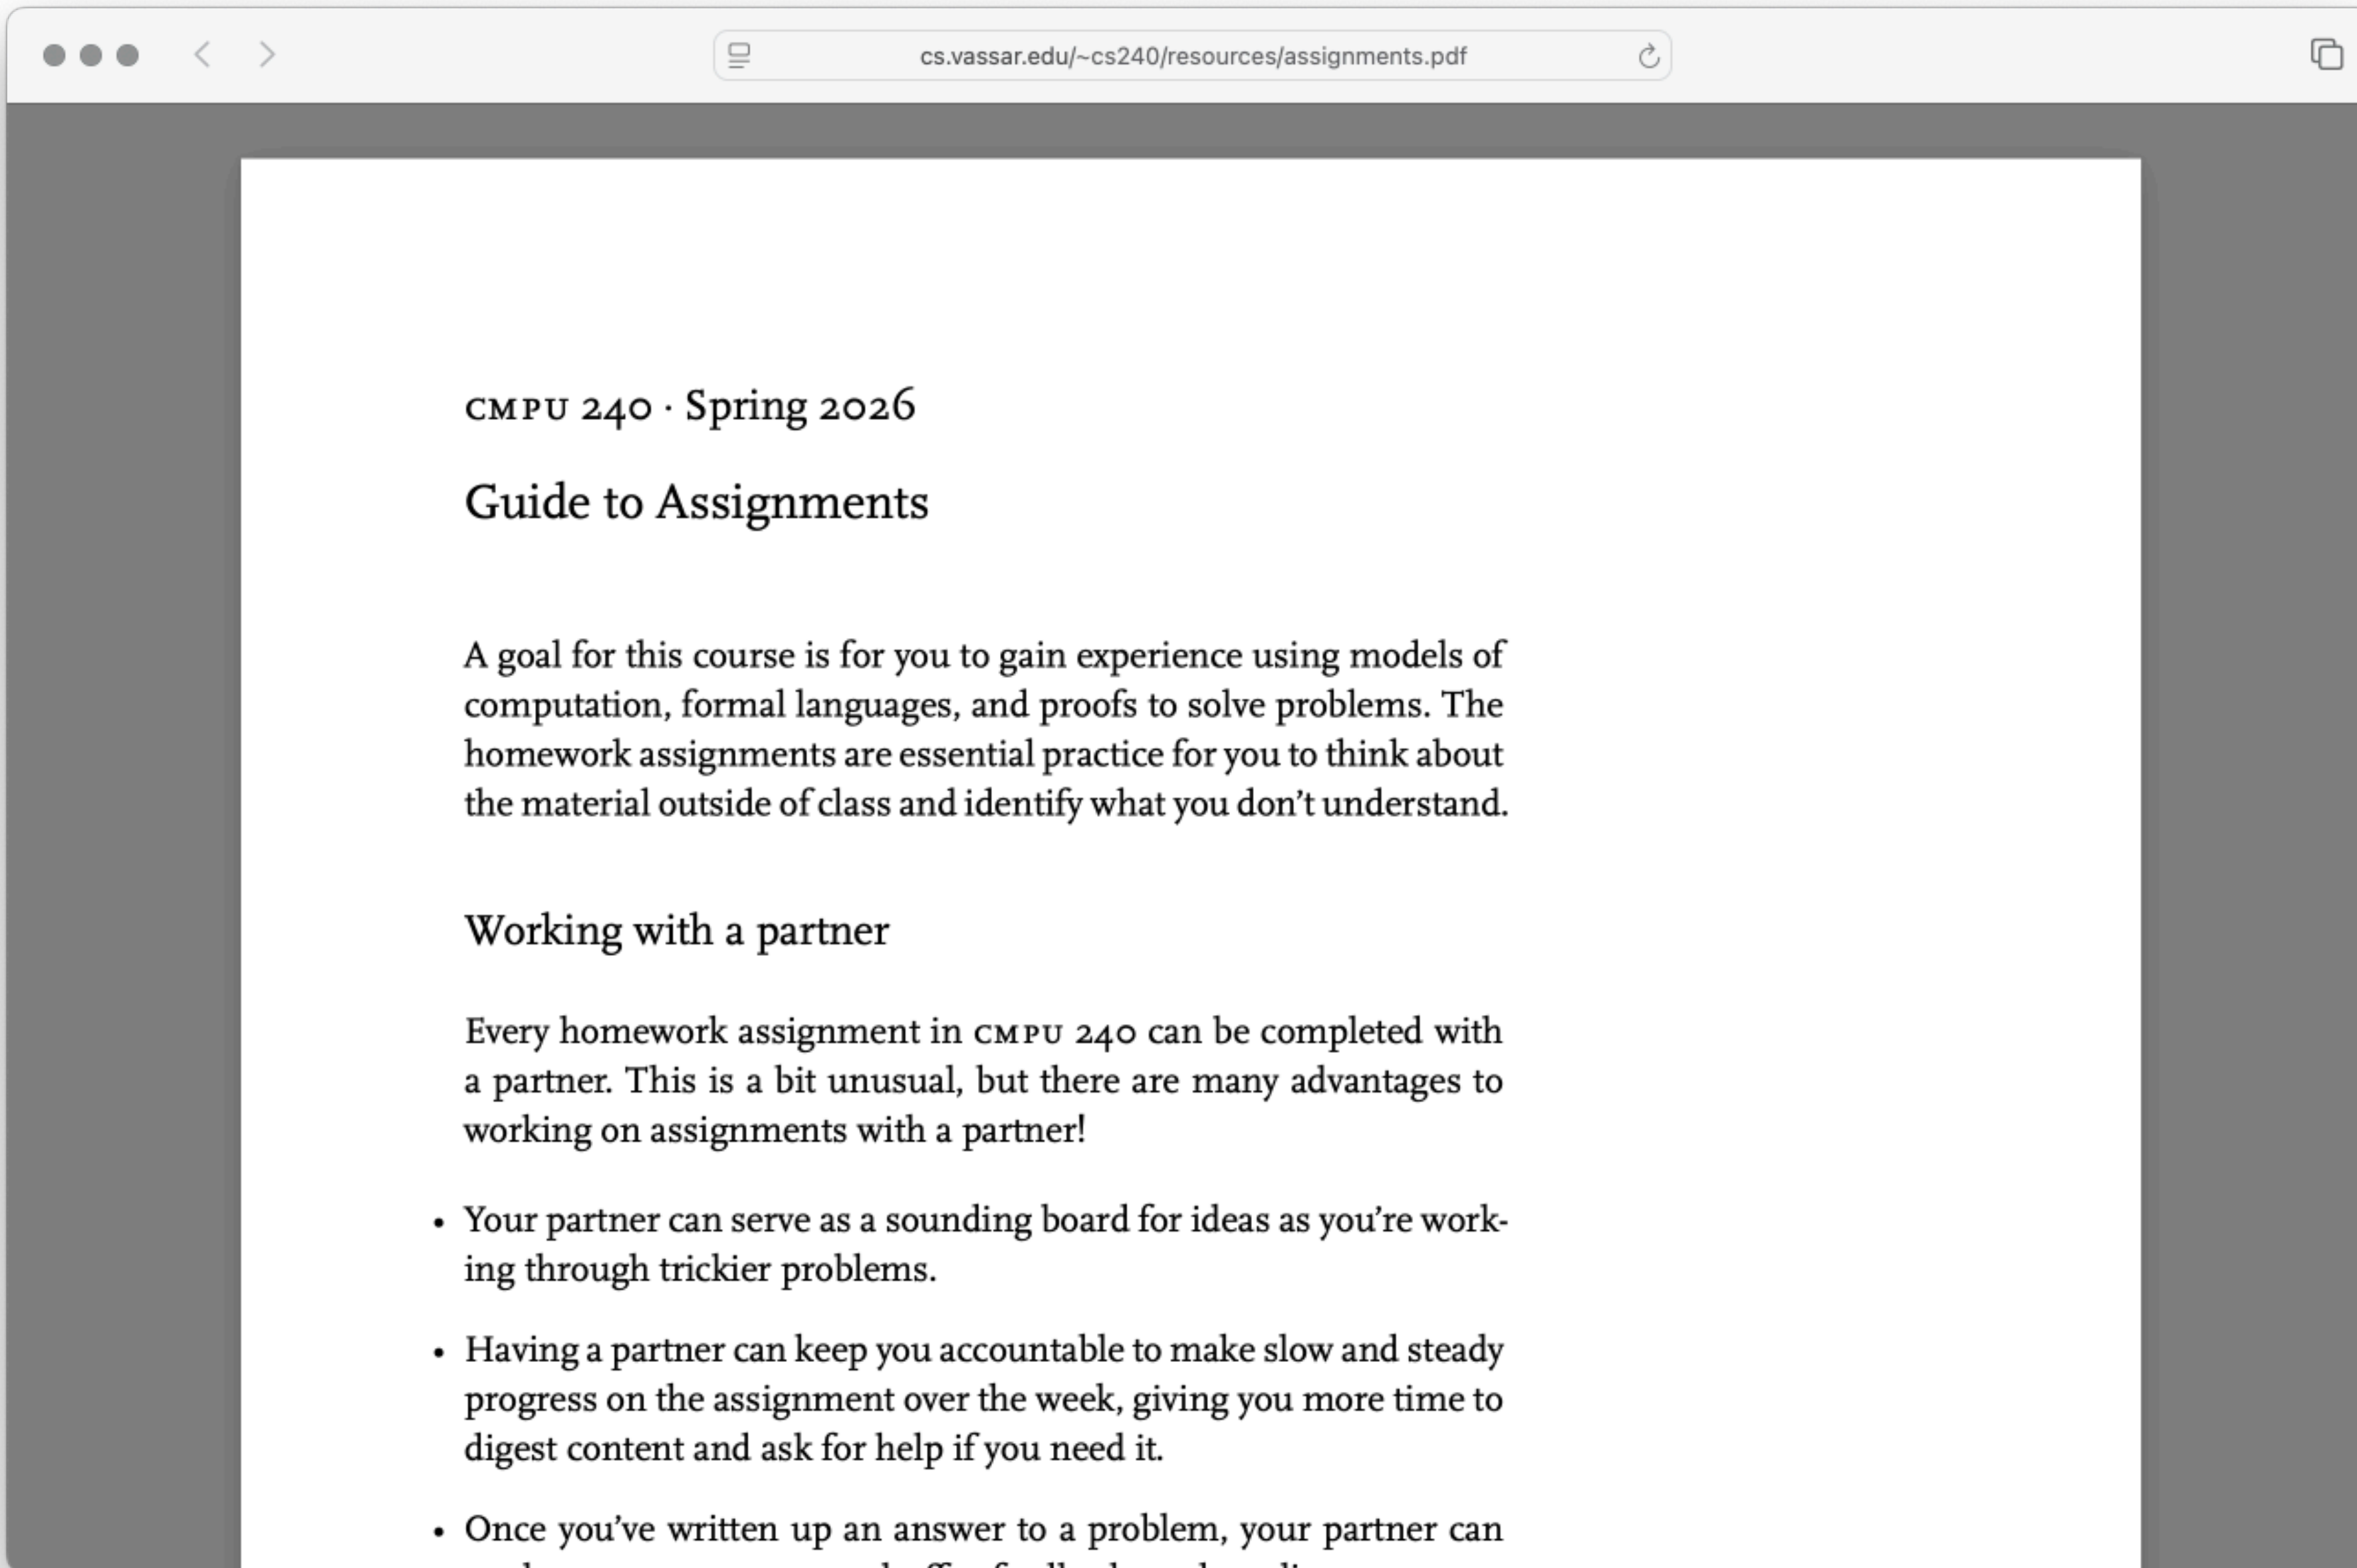 cs.vassar.edu/~cs240/resources/assignments.pdf
CMPU 240 · Spring 2026
Guide to Assignments
A goal for this course is for you to gain experience using models of
computation, formal languages, and proofs to solve problems. The
homework assignments are essential practice for you to think about
the material outside of class and identify what you don’t understand.
Working with a partner
Every homework assignment in CMPU 240 can be completed with
a partner. This is a bit unusual, but there are many advantages to
working on assignments with a partner!
• Your partner can serve as a sounding board for ideas as you’re work-
ing through trickier problems.
• Having a partner can keep you accountable to make slow and steady
progress on the assignment over the week, giving you more time to
digest content and ask for help if you need it.
• Once you’ve written up an answer to a problem, your partner can